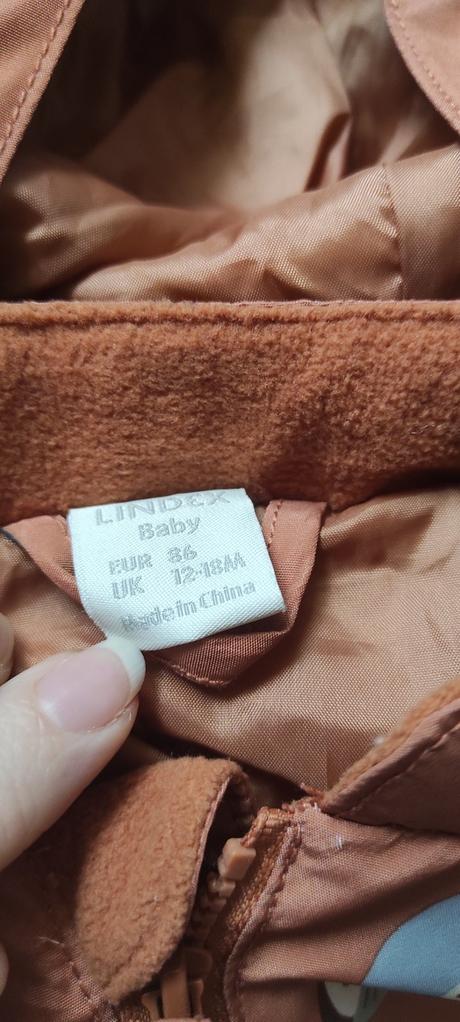 LINDEX
Baby
EUR 86
UK 12-18M
Made in China